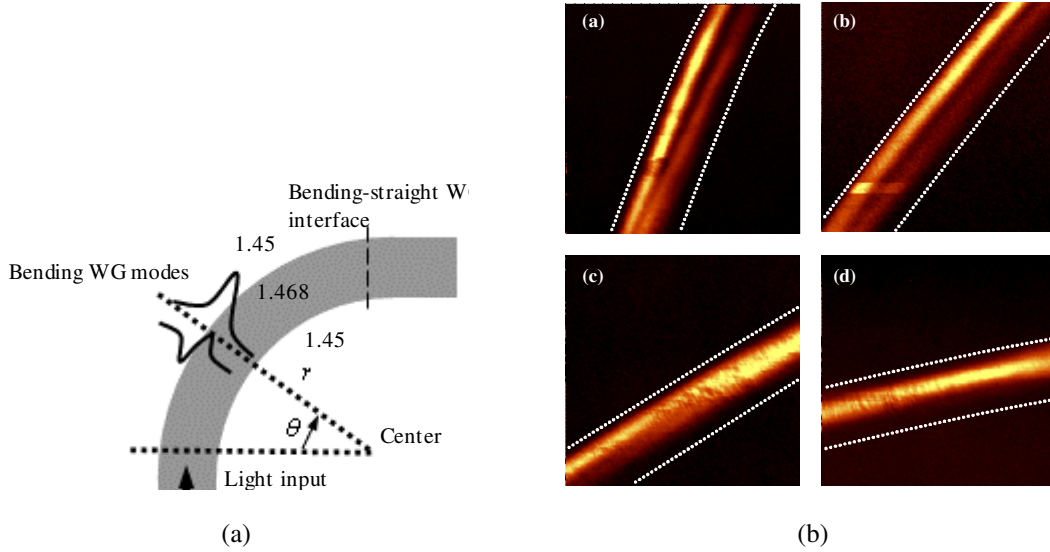 Bending-straight W
interface
1.45
Bending WG modes
1.468
1.45
r
θ
Center
Light input
(a)
(a)
(b)
(c)
(d)
(b)